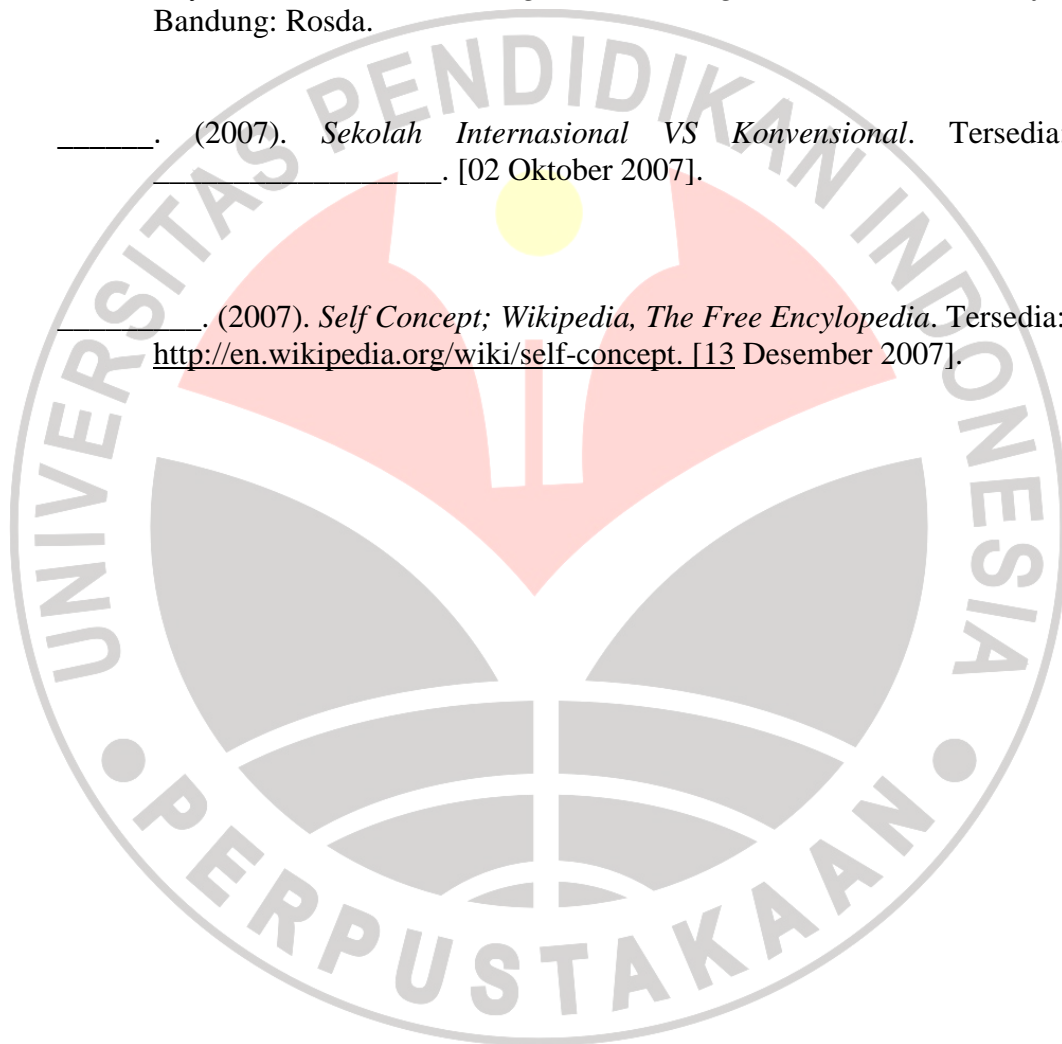 Bandung: Rosda.
______. (2007). Sekolah Internasional VS Konvensional. Tersedia:
__________________. [02 Oktober 2007].
_________. (2007). Self Concept; Wikipedia, The Free Encylopedia. Tersedia:
http://en.wikipedia.org/wiki/self-concept. [13 Desember 2007].
UNIVERSITAS PENDIDIKAN INDONESIA
PERPUSTAKAAN